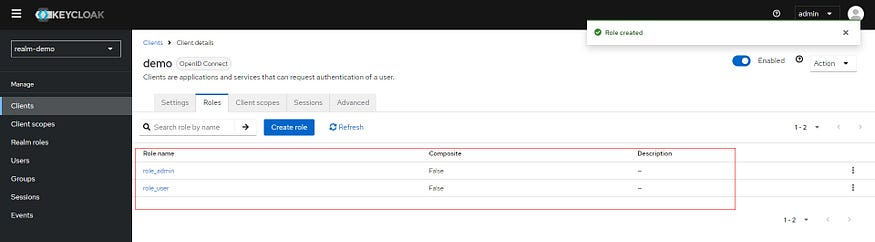 KEYCLOAK
admin
Role created
realm-demo
Clients
Client details
demo
OpenID Connect
Enabled
Action
Clients are applications and services that can request authentication of a user.
Manage
Clients
Client scopes
Realm roles
Users
Groups
Sessions
Events
Settings
Roles
Client scopes
Sessions
Advanced
Search role by name
Create role
Refresh
1 - 2
Role name Composite Description
role_admin False –
role_user False –
1 - 2